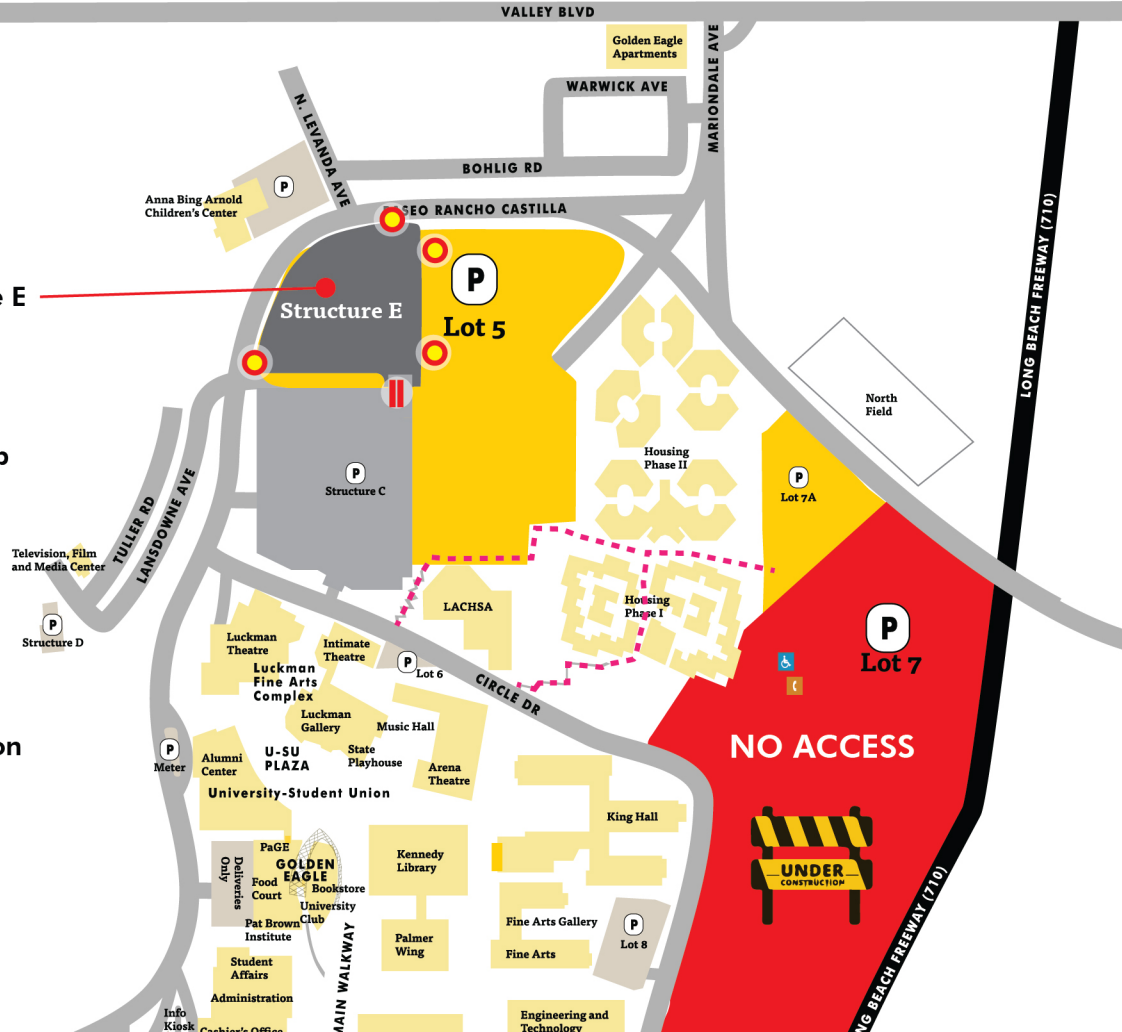 VALLEY BLVD
Golden Eagle
Apartments
WARWICK AVE
MARIONDALE AVE
N. LEVANDA AVE
BOHLIG RD
P
Anna Bing Arnold
Children's Center
RANCHO CASTILLA
LONG BEACH FREEWAY (710)
E
Structure E
P
Lot 5
North
Field
Housing
Phase II
P
Lot 7A
P
Structure C
TULLER RD
LANSDOWNE AVE
Television, Film
and Media Center
P
Structure D
LACHSA
Housing
Phase I
P
Lot 7
Luckman
Theatre
Intimate
Theatre
P
Lot 6
CIRCLE DR
Luckman
Fine Arts
Complex
Luckman
Gallery
Music Hall
State
Playhouse
Arena
Theatre
NO ACCESS
P
Meter
Alumni
Center
U-SU
PLAZA
University-Student Union
on
King Hall
UNDER
CONSTRUCTION
PaGE
GOLDEN
EAGLE
Deliveries
Only
Food
Court
Bookstore
University
Club
Pat Brown
Institute
Kennedy
Library
Palmer
Wing
Fine Arts Gallery
Fine Arts
P
Lot 8
MAIN WALKWAY
NG BEACH FREEWAY (710)
Student
Affairs
Administration
Info
Kiosk
Cashier's Office
Engineering and
Technology